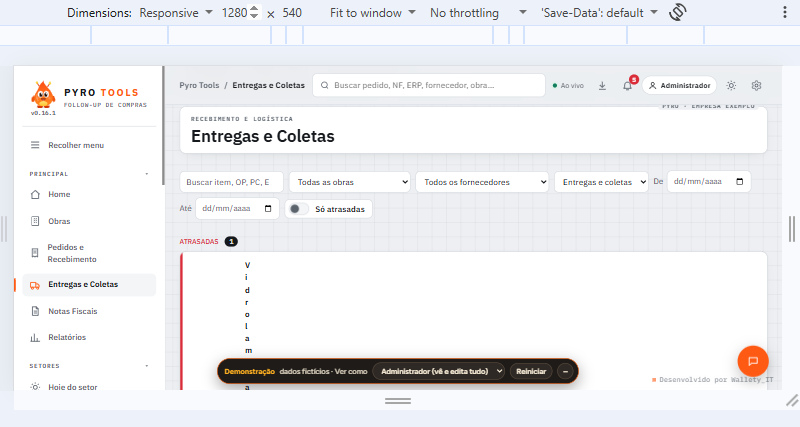 Dimensions: Responsive 1280 × 540 Fit to window No throttling 'Save-Data': default
PYRO TOOLS
FOLLOW-UP DE COMPRAS
v0.16.1
Recolher menu
PRINCIPAL
Home
Obras
Pedidos e
Recebimento
Entregas e Coletas
Notas Fiscais
Relatórios
SETORES
Hoje do setor
Pyro Tools / Entregas e Coletas
Buscar pedido, NF, ERP, fornecedor, obra...
Ao vivo
5
Administrador
PYRO · EMPRESA EXEMPLO
RECEBIMENTO E LOGÍSTICA
Entregas e Coletas
Buscar item, OP, PC, E
Todas as obras
Todos os fornecedores
Entregas e coletas
De dd/mm/aaaa
Até dd/mm/aaaa
Só atrasadas
ATRASADAS 1
V
i
d
r
o
l
a
m
a
Demonstração dados fictícios · Ver como Administrador (vê e edita tudo) Reiniciar –
Desenvolvido por Wallety_IT